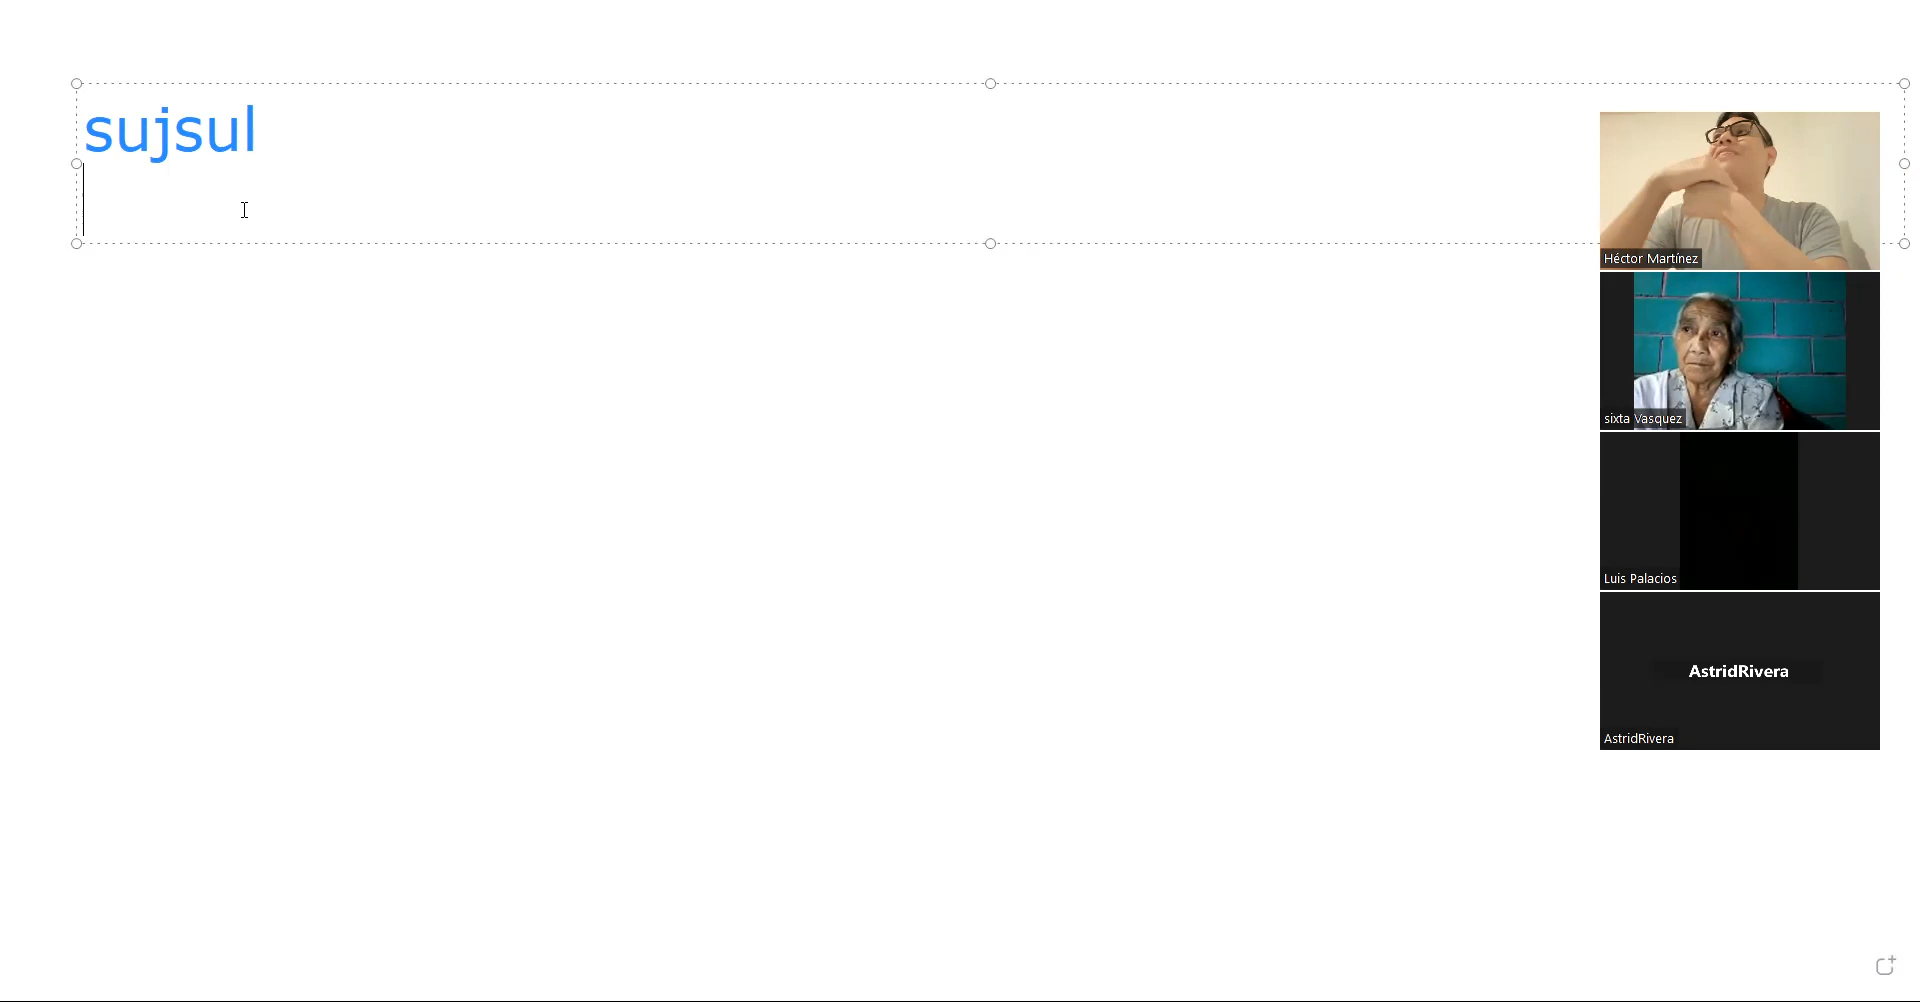 sujsul
Héctor Martínez
sixta Vasquez
Luis Palacios
AstridRivera
AstridRivera